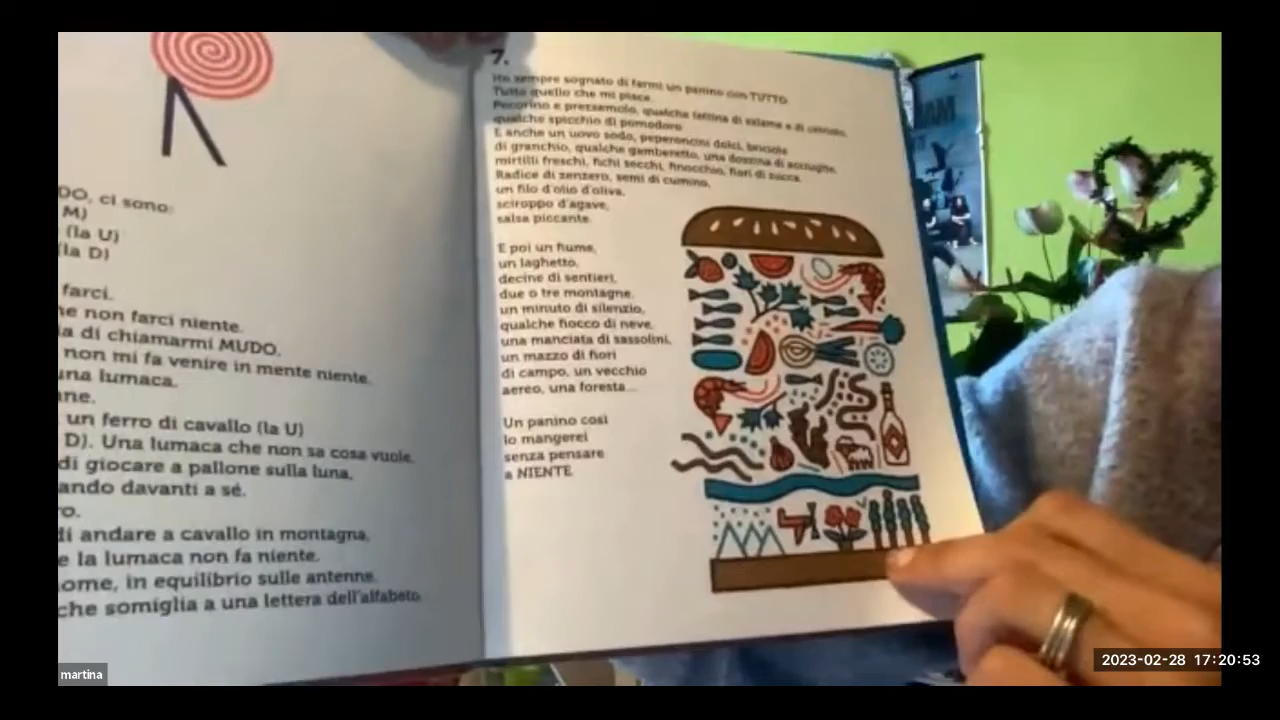 DO, ci sono:
M)
(la U)
(la D)
farci.
ne non farci niente.
ia di chiamarmi MUDO.
non mi fa venire in mente niente.
una lumaca.
ane.
un ferro di cavallo (la U)
D). Una lumaca che non sa cosa vuole.
di giocare a pallone sulla luna,
ando davanti a sé.
ro.
di andare a cavallo in montagna,
e la lumaca non fa niente.
ome, in equilibrio sulle antenne.
che somiglia a una lettera dell'alfabeto.
7.
Ho sempre sognato di farmi un panino con TUTTO.
Tutto quello che mi piace.
Pecorino e prezzemolo, qualche fettina di salame e di cetriolo,
qualche spicchio di pomodoro.
E anche un uovo sodo, peperoncini dolci, briciole
di granchio, qualche gamberetto, una dozzina di acciughe,
mirtilli freschi, fichi secchi, finocchio, fiori di zucca.
Radice di zenzero, semi di cumino,
un filo d'olio d'oliva,
sciroppo d'agave,
salsa piccante.
E poi un fiume,
un laghetto,
decine di sentieri,
due o tre montagne,
un minuto di silenzio,
qualche fiocco di neve,
una manciata di sassolini,
un mazzo di fiori
di campo, un vecchio
aereo, una foresta...
Un panino così
lo mangerei
senza pensare
a NIENTE.
martina
2023-02-28 17:20:53